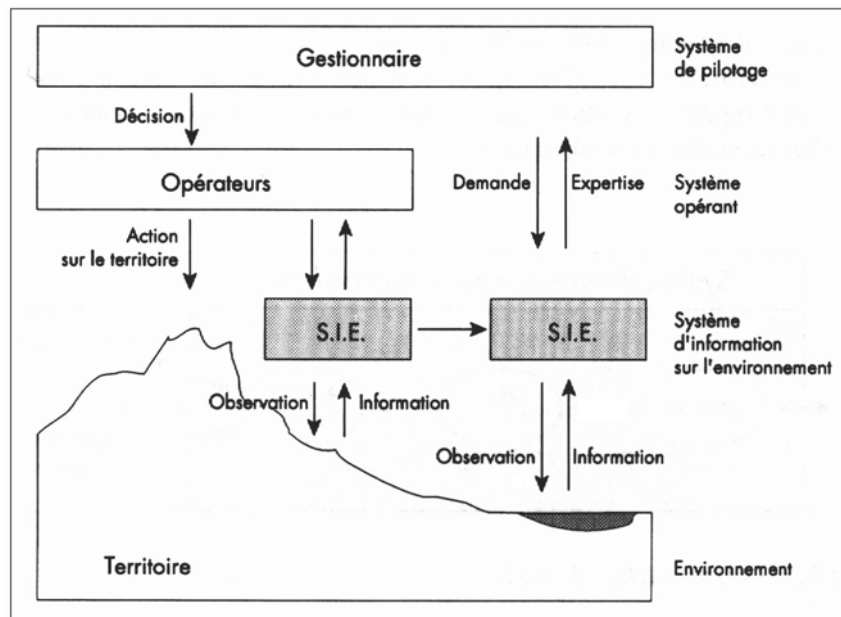 Gestionnaire
Système
de pilotage
Décision
Opérateurs
Demande
Expertise
Système
opérant
Action
sur le territoire
S.I.E.
S.I.E.
Système
d'information
sur l'environnement
Observation
Information
Observation
Information
Territoire
Environnement